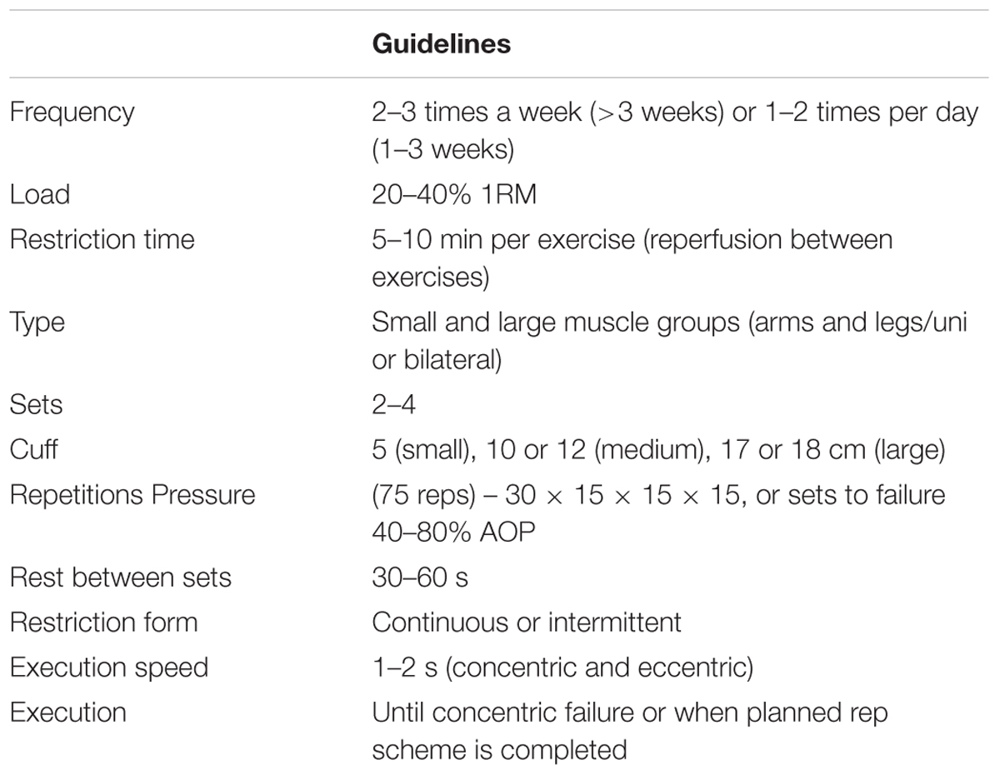 Guidelines
Frequency 2–3 times a week (>3 weeks) or 1–2 times per day
(1–3 weeks)
Load 20–40% 1RM
Restriction time 5–10 min per exercise (reperfusion between
exercises)
Type Small and large muscle groups (arms and legs/uni
or bilateral)
Sets 2–4
Cuff 5 (small), 10 or 12 (medium), 17 or 18 cm (large)
Repetitions Pressure (75 reps) – 30 × 15 × 15 × 15, or sets to failure
40–80% AOP
Rest between sets 30–60 s
Restriction form Continuous or intermittent
Execution speed 1–2 s (concentric and eccentric)
Execution Until concentric failure or when planned rep
scheme is completed